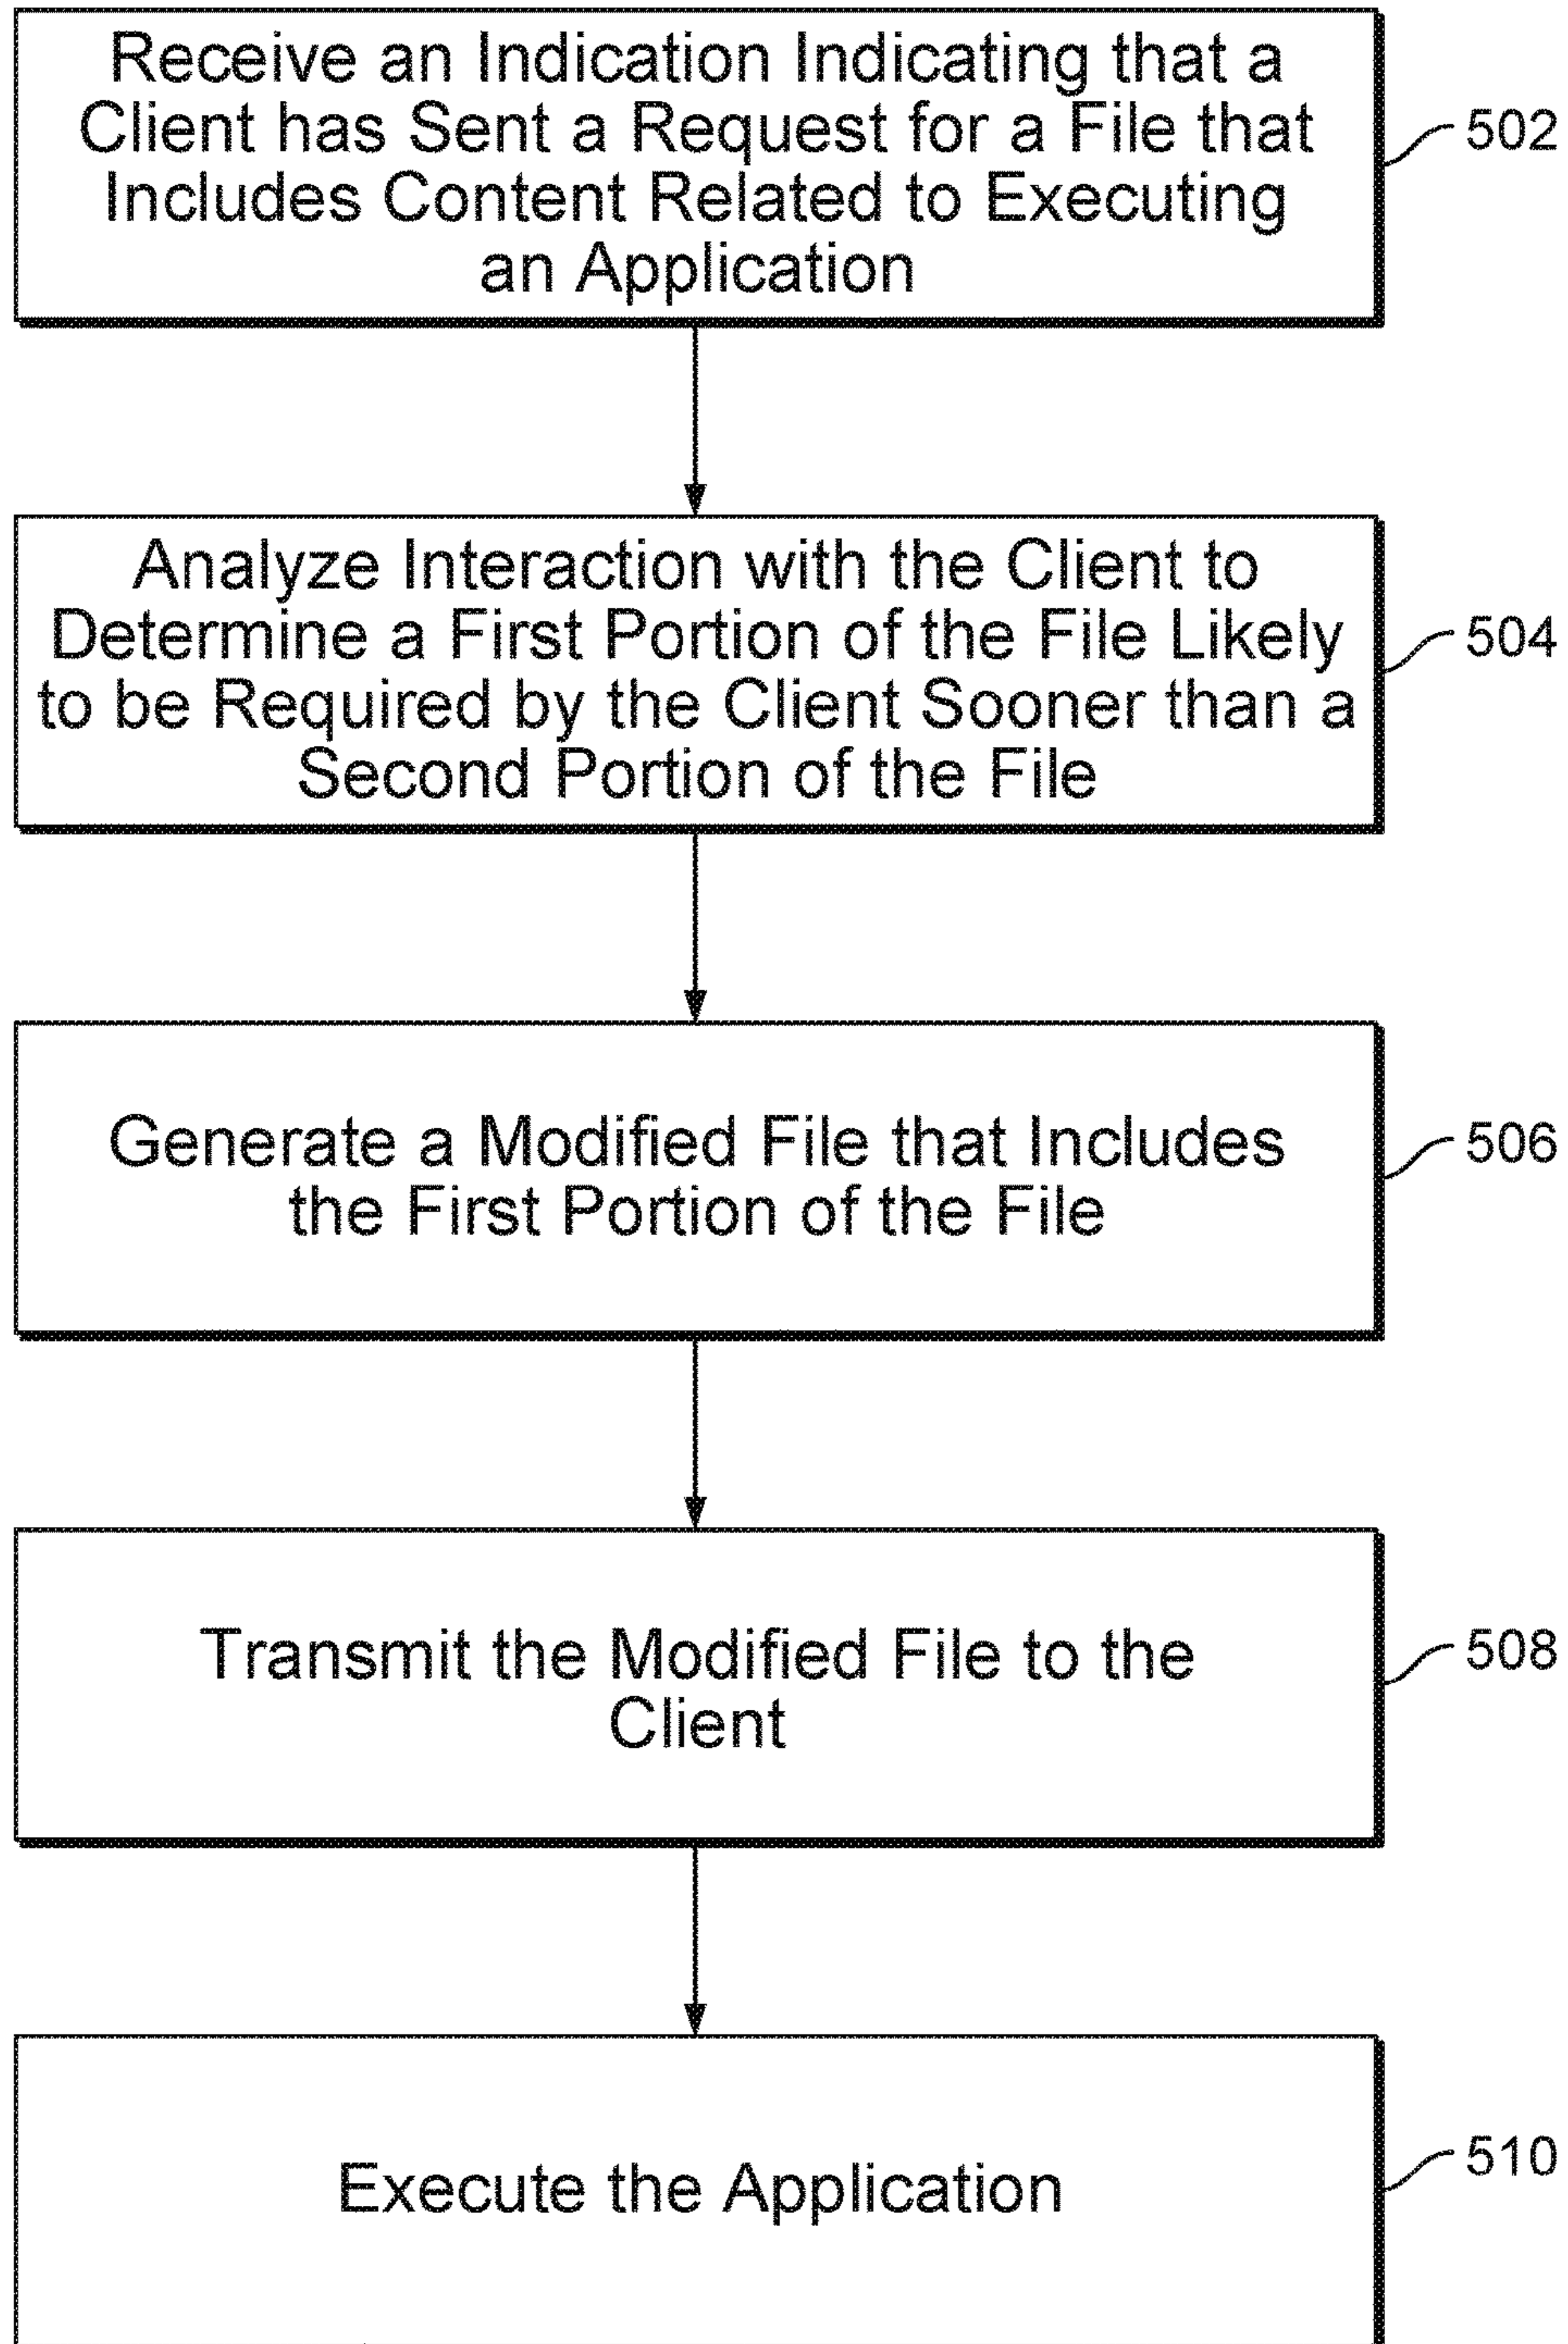 Receive an Indication Indicating that a
Client has Sent a Request for a File that
Includes Content Related to Executing
an Application
502
Analyze Interaction with the Client to
Determine a First Portion of the File Likely
to be Required by the Client Sooner than a
Second Portion of the File
504
Generate a Modified File that Includes
the First Portion of the File
506
Transmit the Modified File to the
Client
508
Execute the Application
510